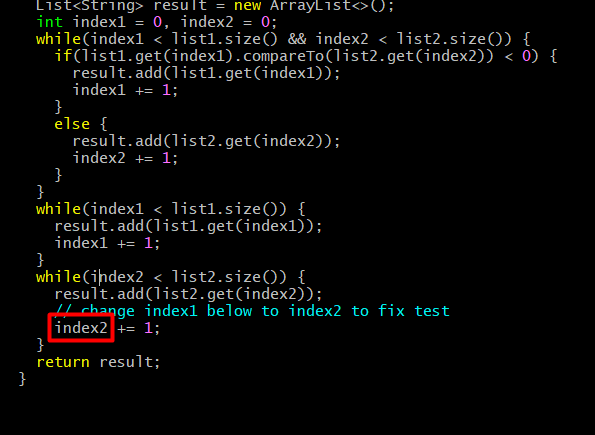 List<String> result = new ArrayList<>();
int index1 = 0, index2 = 0;
while(index1 < list1.size() && index2 < list2.size()) {
if(list1.get(index1).compareTo(list2.get(index2)) < 0) {
result.add(list1.get(index1));
index1 += 1;
}
else {
result.add(list2.get(index2));
index2 += 1;
}
}
while(index1 < list1.size()) {
result.add(list1.get(index1));
index1 += 1;
}
while(index2 < list2.size()) {
result.add(list2.get(index2));
// change index1 below to index2 to fix test
index2 += 1;
}
return result;
}